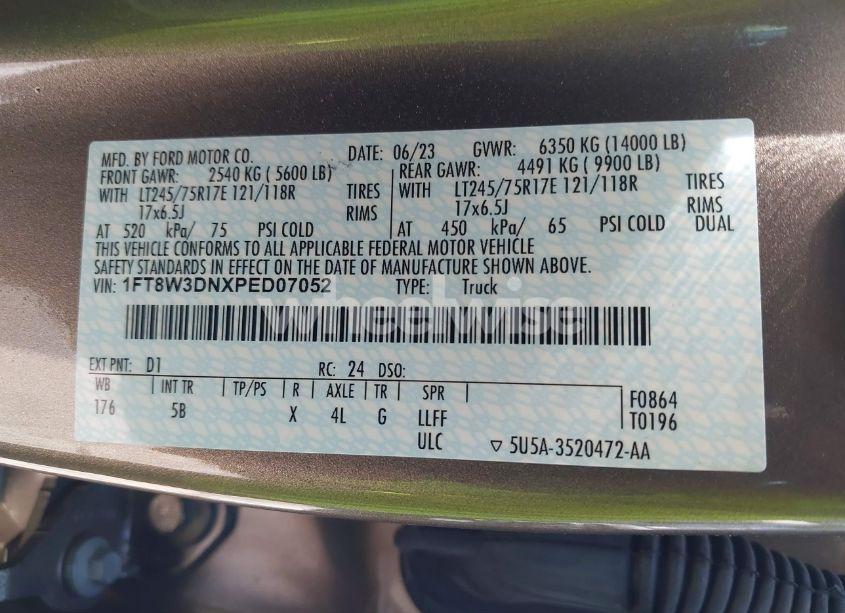 MFD. BY FORD MOTOR CO. DATE: 06/23 GVWR: 6350 KG (14000 LB)
FRONT GAWR: 2540 KG ( 5600 LB) REAR GAWR: 4491 KG ( 9900 LB)
WITH LT245/75R17E 121/118R TIRES WITH LT245/75R17E 121/118R TIRES
17x6.5J RIMS 17x6.5J RIMS
AT 520 kPa/ 75 PSI COLD AT 450 kPa/ 65 PSI COLD DUAL
THIS VEHICLE CONFORMS TO ALL APPLICABLE FEDERAL MOTOR VEHICLE
SAFETY STANDARDS IN EFFECT ON THE DATE OF MANUFACTURE SHOWN ABOVE.
VIN: 1FT8W3DNXPED07052 TYPE: Truck
wheelwise
EXT PNT: D1 RC: 24 DSO:
WB INT TR TP/PS R AXLE TR SPR F0864
176 5B X 4L G LLFF T0196
ULC ▽ 5U5A-3520472-AA